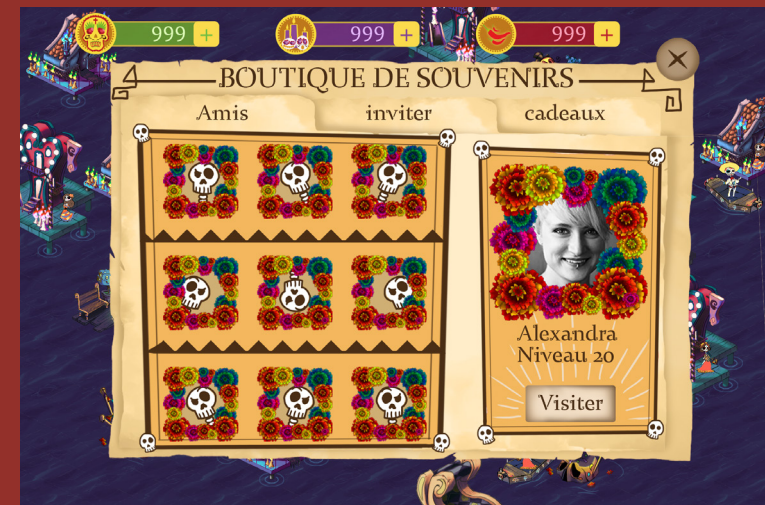 999 +
999 +
999 +
BOUTIQUE DE SOUVENIRS
Amis
inviter
cadeaux
Alexandra
Niveau 20
Visiter